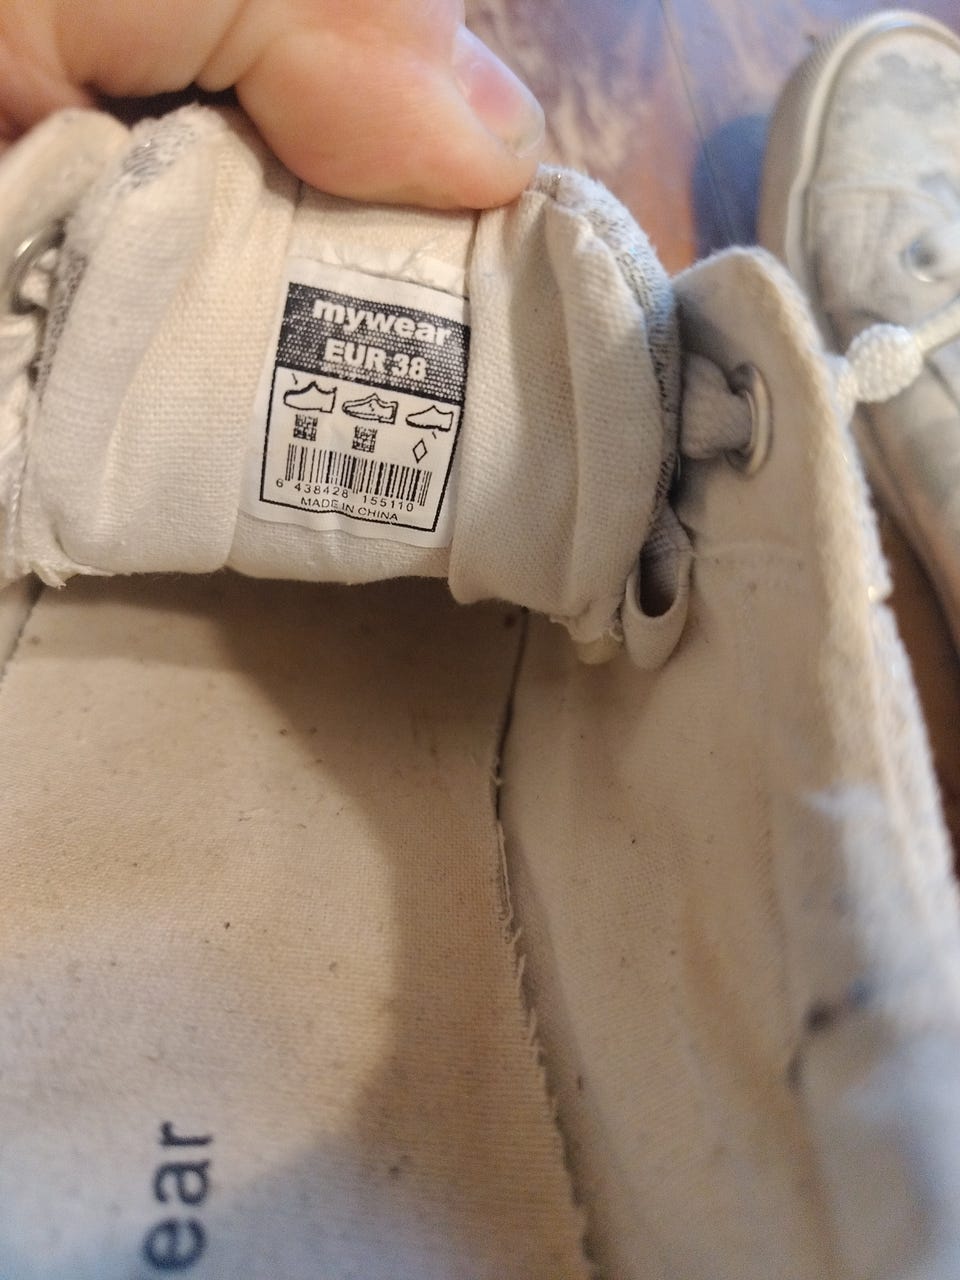 mywear
EUR 38
6 438428 155110
MADE IN CHINA
ear